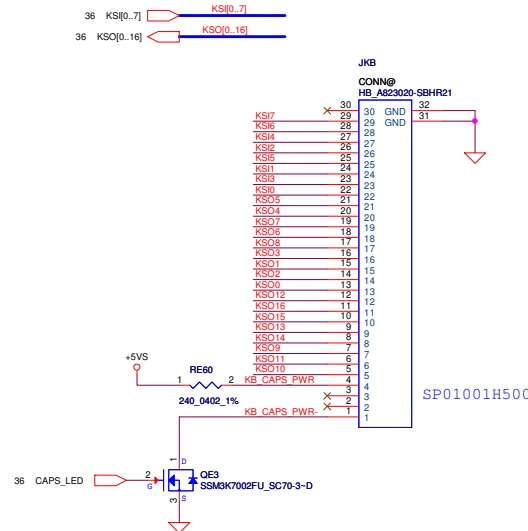 36 KSI[0..7] KSI[0..7]
36 KSO[0..16] KSO[0..16]
JKB
CONN@
HB_A823020-SBHR21
30 30 GND 32
KSI7 29 29 GND 31
KSI6 28 28
KSI4 27 27
KSI2 26 26
KSI5 25 25
KSI1 24 24
KSI3 23 23
KSI0 22 22
KSO5 21 21
KSO4 20 20
KSO7 19 19
KSO6 18 18
KSO8 17 17
KSO3 16 16
KSO1 15 15
KSO2 14 14
KSO0 13 13
KSO12 12 12
KSO16 11 11
KSO15 10 10
KSO13 9 9
KSO14 8 8
KSO9 7 7
KSO11 6 6
KSO10 5 5
+5VS
RE60
1 2 KB_CAPS_PWR 4 4
240_0402_1%
3 3
SP01001H500
2 2
KB_CAPS_PWR- 1 1
1 D
36 CAPS_LED 2 G
QE3
SSM3K7002FU_SC70-3~D
3 S